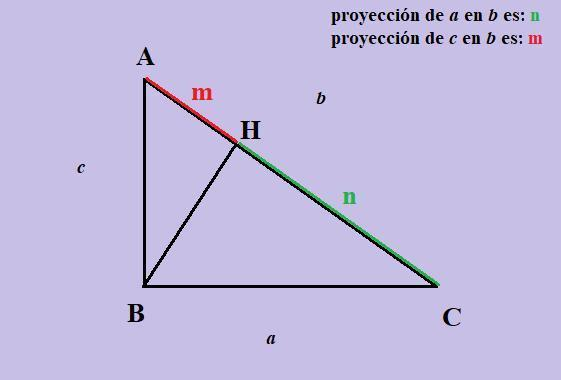 proyección de a en b es: n
proyección de c en b es: m
A
m
b
H
c
n
B
C
a